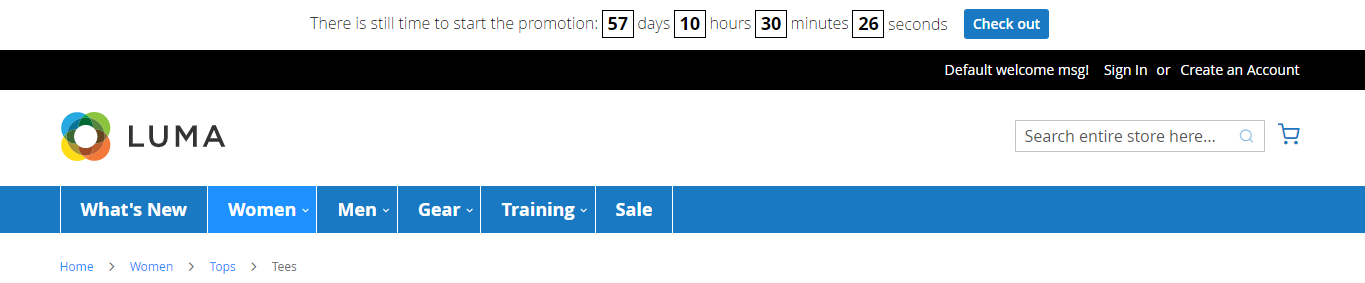 There is still time to start the promotion: 57 days 10 hours 30 minutes 26 seconds Check out
Default welcome msg! Sign In or Create an Account
LUMA Search entire store here...
What's New Women Men Gear Training Sale
Home > Women > Tops > Tees